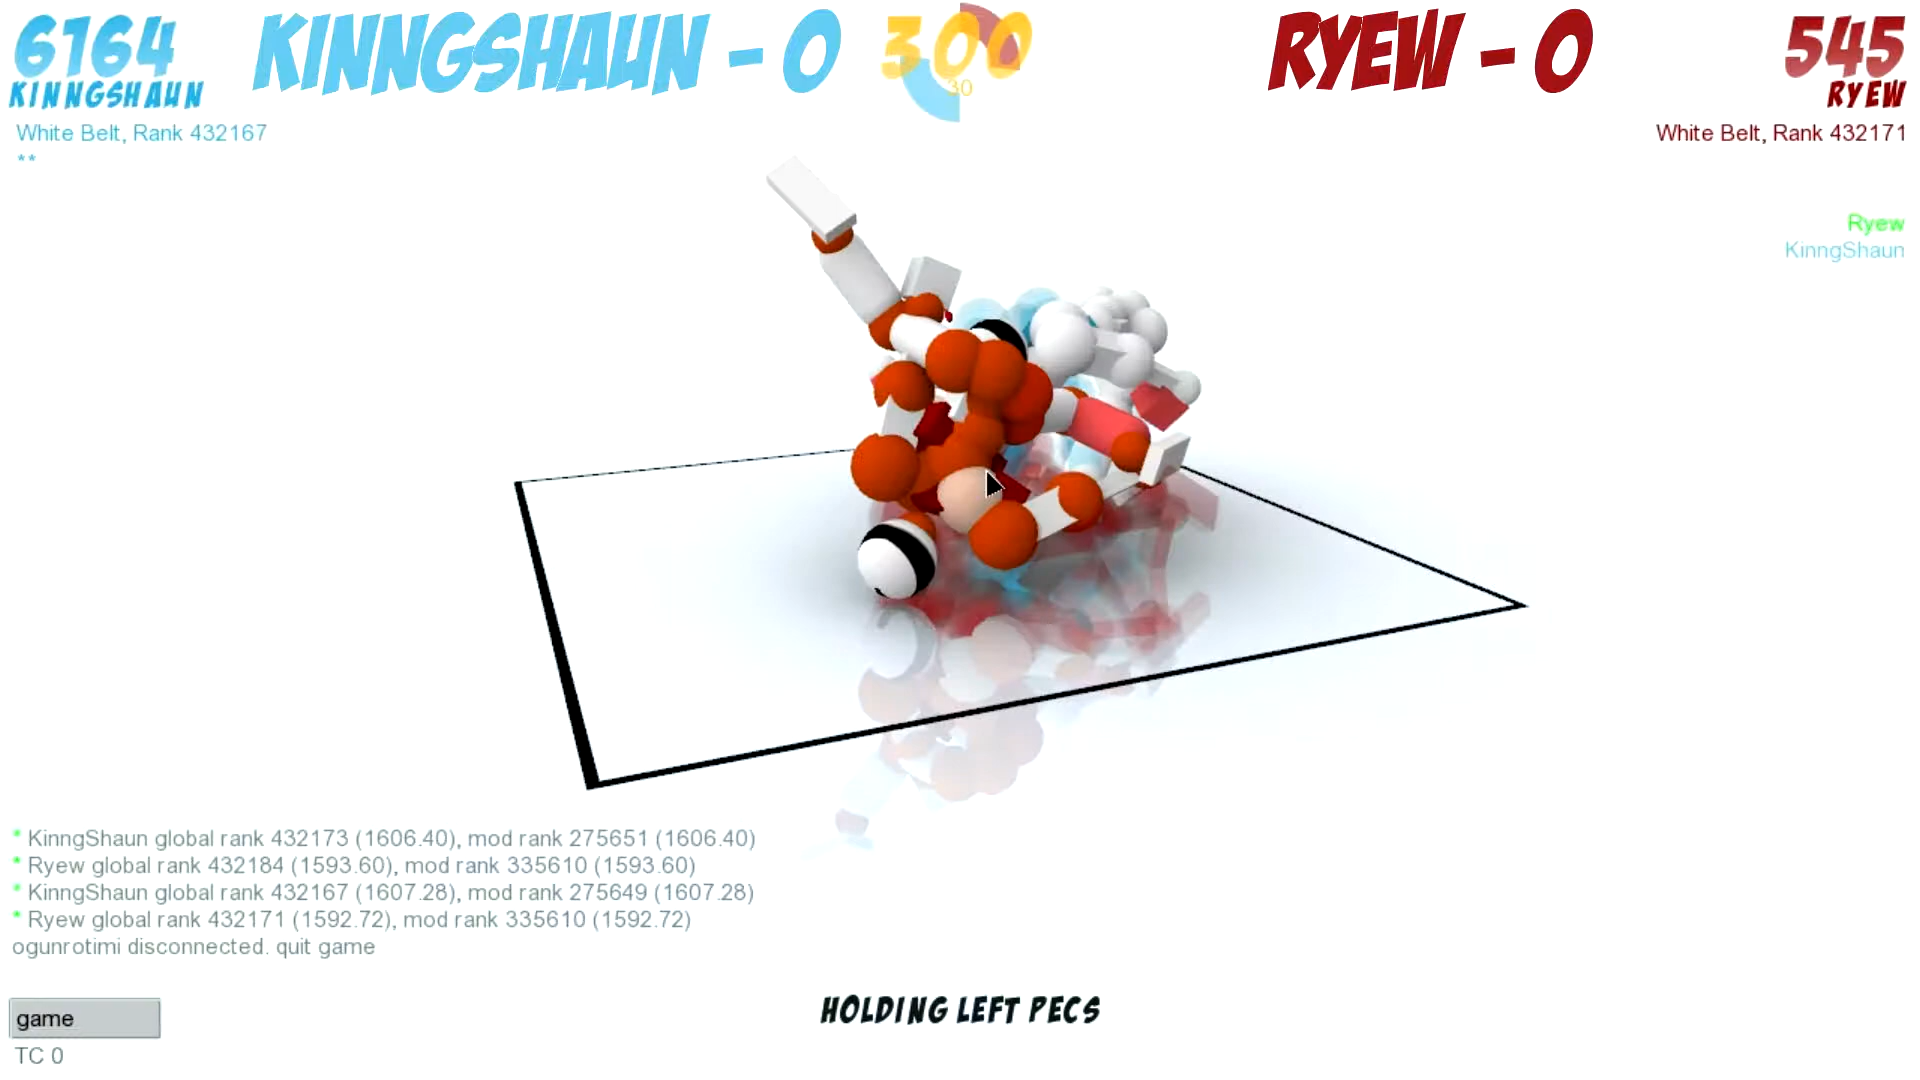 6164
KINNGSHAUN
KINNGSHAUN - 0
300
30
RYEW - 0
545
RYEW
White Belt, Rank 432167
**
White Belt, Rank 432171
Ryew
KinngShaun
* KinngShaun global rank 432173 (1606.40), mod rank 275651 (1606.40)
* Ryew global rank 432184 (1593.60), mod rank 335610 (1593.60)
* KinngShaun global rank 432167 (1607.28), mod rank 275649 (1607.28)
* Ryew global rank 432171 (1592.72), mod rank 335610 (1592.72)
ogunrotimi disconnected. quit game
HOLDING LEFT PECS
game
TC 0